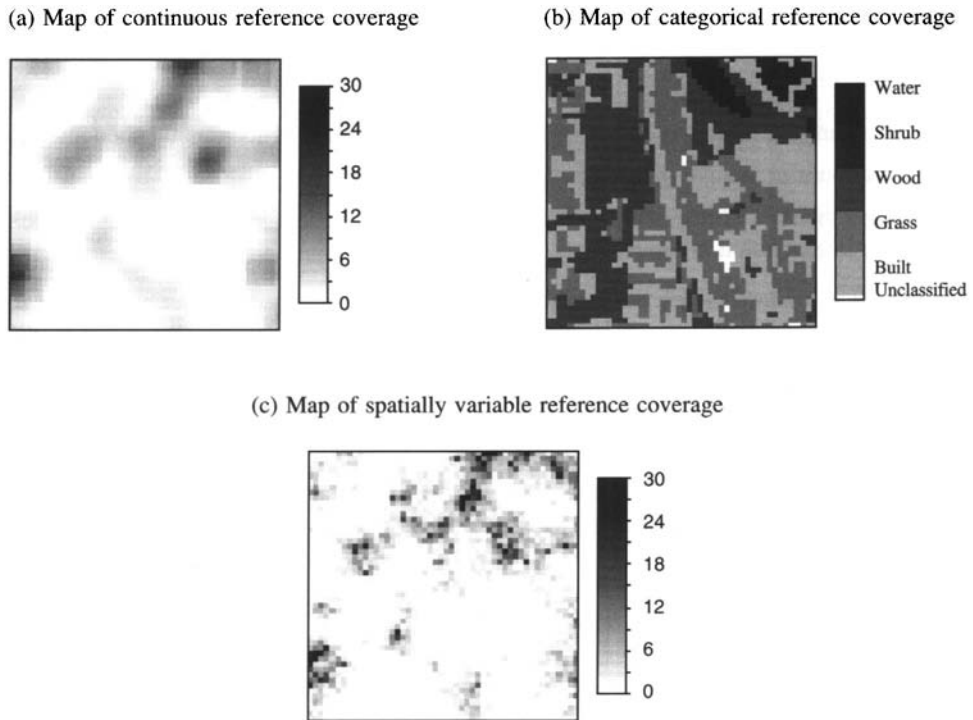 (a) Map of continuous reference coverage
30
24
18
12
6
0
(b) Map of categorical reference coverage
Water
Shrub
Wood
Grass
Built
Unclassified
(c) Map of spatially variable reference coverage
30
24
18
12
6
0